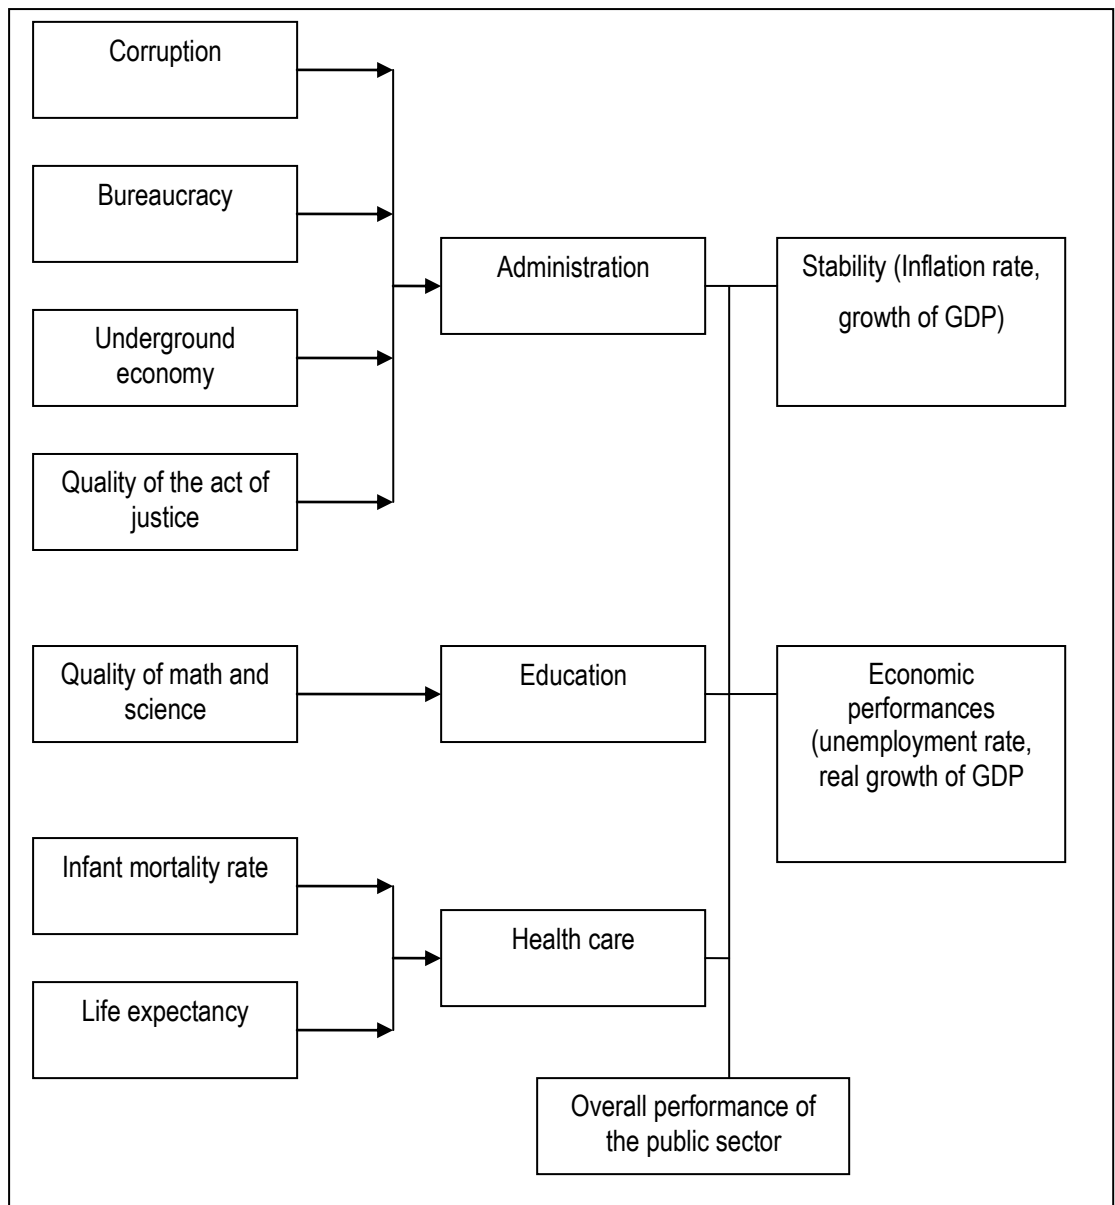 Corruption
Bureaucracy
Administration
Stability (Inflation rate,
growth of GDP)
Underground
economy
Quality of the act of
justice
Quality of math and
science
Education
Economic
performances
(unemployment rate,
real growth of GDP
Infant mortality rate
Health care
Life expectancy
Overall performance of
the public sector